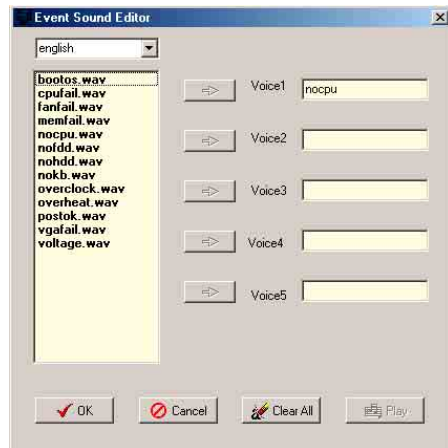 Event Sound Editor
english
bootos.wav
cpufail.wav
fanfail.wav
memfail.wav
nocpu.wav
nofdd.wav
nohdd.wav
nokb.wav
overclock.wav
overheat.wav
postok.wav
vgafail.wav
voltage.wav
Voice1 nocpu
Voice2
Voice3
Voice4
Voice5
OK Cancel Clear All Play